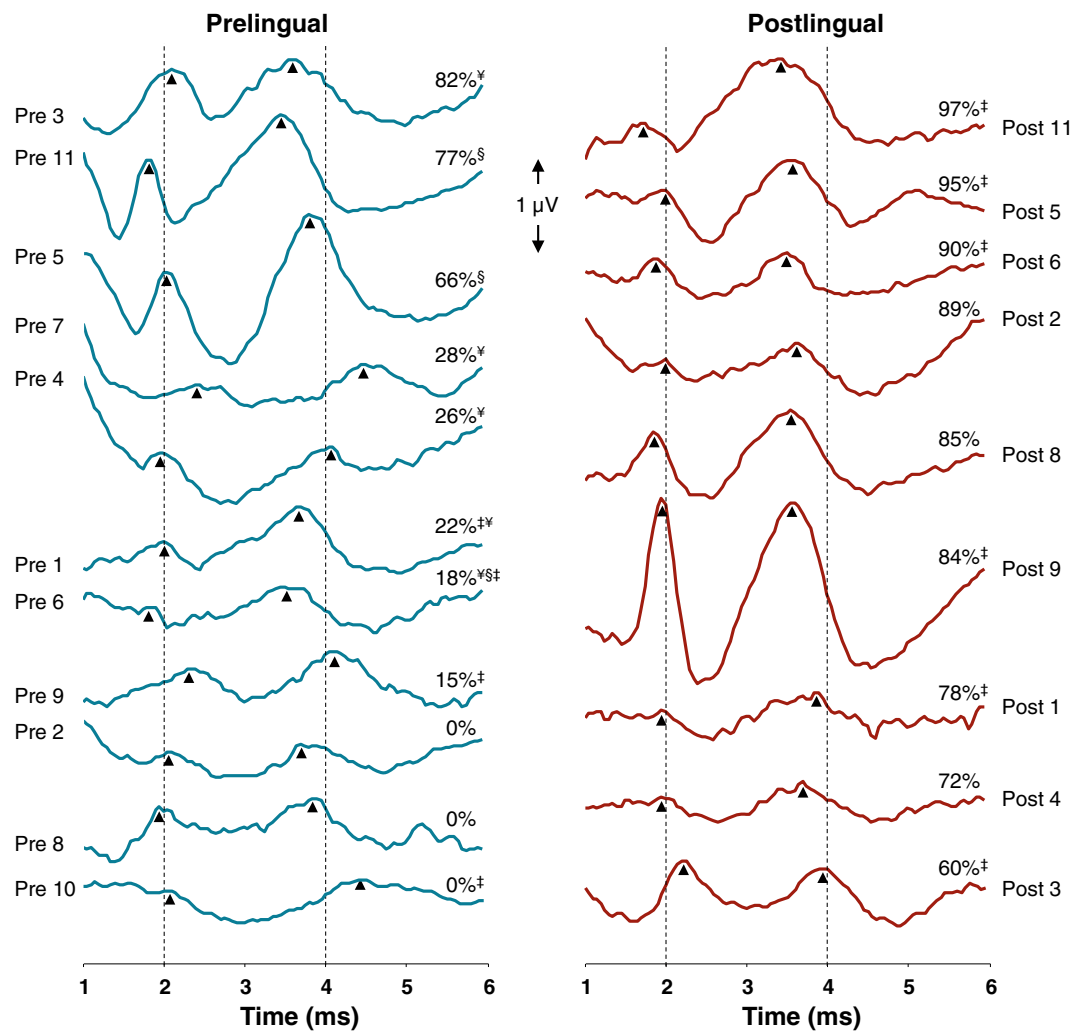 Prelingual
Pre 3
82%¥
Pre 11
77%§
Pre 5
66%§
Pre 7
28%¥
Pre 4
26%¥
Pre 1
22%‡¥
Pre 6
18%¥§‡
Pre 9
15%‡
Pre 2
0%
Pre 8
0%
Pre 10
0%‡
1 2 3 4 5 6
Time (ms)
1 µV
Postlingual
97%‡
Post 11
95%‡
Post 5
90%‡
Post 6
89%
Post 2
85%
Post 8
84%‡
Post 9
78%‡
Post 1
72%
Post 4
60%‡
Post 3
1 2 3 4 5 6
Time (ms)